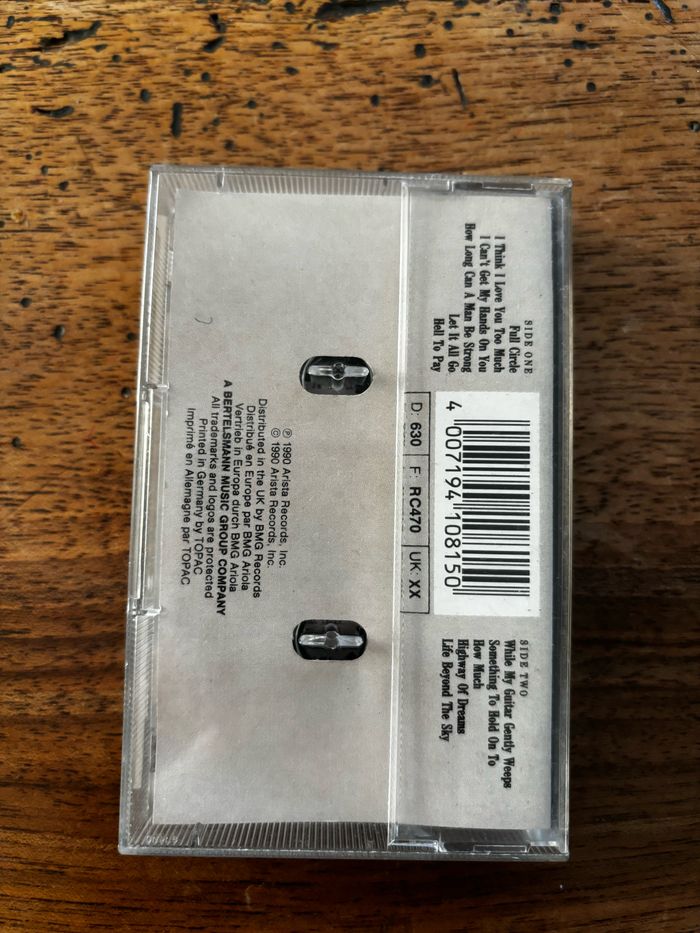 SIDE ONE
Full Circle
I Think I Love You Too Much
I Can't Get My Hands On You
How Long Can A Man Be Strong
Let It All Go
Hell To Pay
4 007194 108150
D: 630
F: RC470
UK: XX
SIDE TWO
While My Guitar Gently Weeps
Something To Hold On To
How Much
Highway Of Dreams
Life Beyond The Sky
℗ 1990 Arista Records, Inc.
© 1990 Arista Records, Inc.
Distributed in the UK by BMG Records
Distribué en Europe par BMG Ariola
Vertrieb in Europa durch BMG Ariola
A BERTELSMANN MUSIC GROUP COMPANY
All trademarks and logos are protected
Printed in Germany by TOPAC
Imprimé en Allemagne par TOPAC